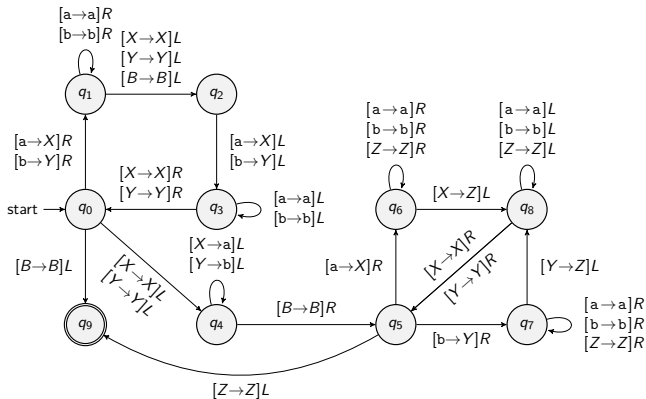 [a→a]R
[b→b]R
[X→X]L
[Y→Y]L
[B→B]L
q1
q2
[a→X]R
[b→Y]R
[a→X]L
[b→Y]L
[X→X]R
[Y→Y]R
start
q0
q3
[a→a]L
[b→b]L
[B→B]L
[X→X]L
[Y→Y]L
[X→a]L
[Y→b]L
q9
q4
[B→B]R
[a→a]R
[b→b]R
[Z→Z]R
[a→a]L
[b→b]L
[Z→Z]L
q6
[X→Z]L
q8
[a→X]R
[X→X]R
[Y→Y]R
[Y→Z]L
q5
[b→Y]R
q7
[a→a]R
[b→b]R
[Z→Z]R
[Z→Z]L